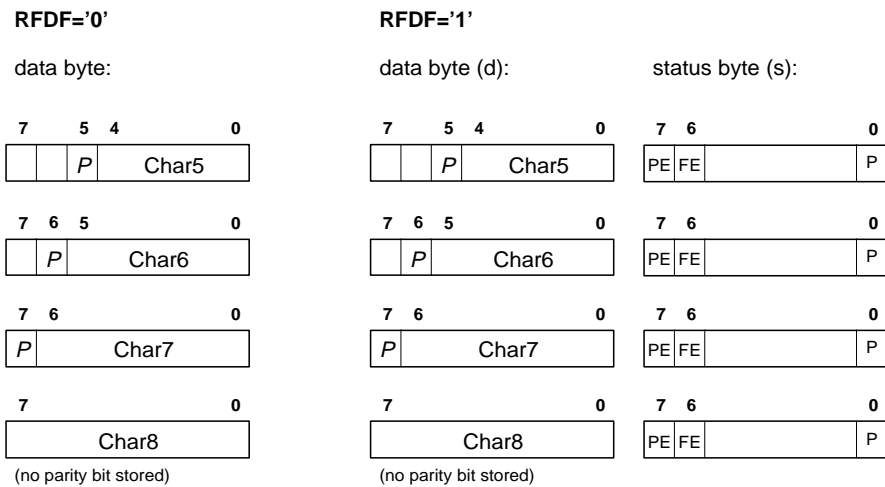 RFDF='0' RFDF='1'
data byte: data byte (d): status byte (s):
7 5 4 0 7 5 4 0 7 6 0
P Char5 P Char5 PE FE P
7 6 5 0 7 6 5 0 7 6 0
P Char6 P Char6 PE FE P
7 6 0 7 6 0 7 6 0
P Char7 P Char7 PE FE P
7 0 7 0 7 6 0
Char8 Char8 PE FE P
(no parity bit stored) (no parity bit stored)